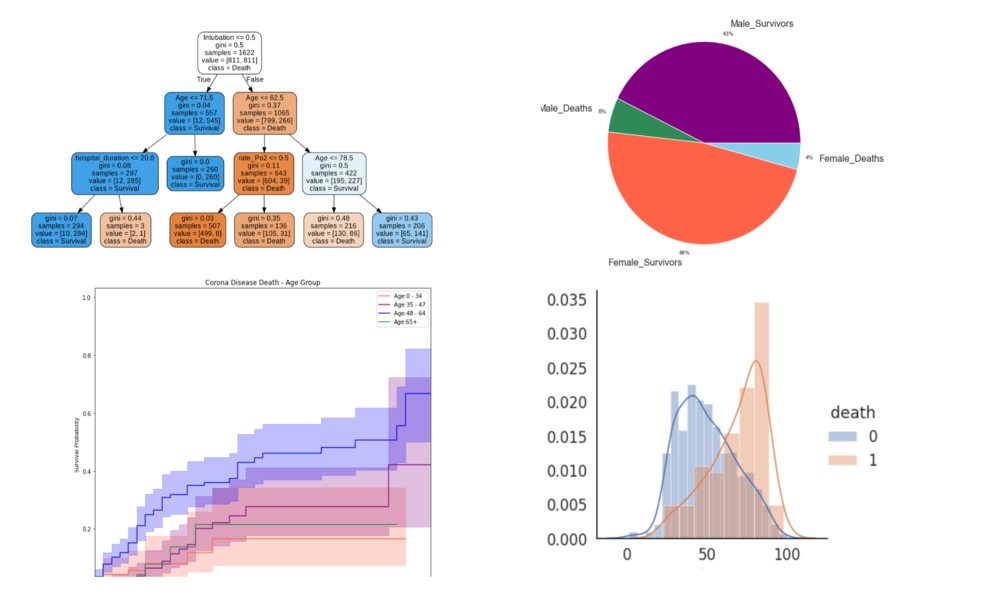 Intubation <= 0.5
gini = 0.5
samples = 1622
value = [811, 811]
class = Death
True
False
Age <= 71.5
gini = 0.04
samples = 557
value = [12, 545]
class = Survival
Age <= 62.5
gini = 0.37
samples = 1065
value = [799, 266]
class = Death
hospital_duration <= 20.0
gini = 0.08
samples = 297
value = [12, 285]
class = Survival
gini = 0.0
samples = 260
value = [0, 260]
class = Survival
rate_Po2 <= 0.5
gini = 0.11
samples = 643
value = [604, 39]
class = Death
Age <= 78.5
gini = 0.5
samples = 422
value = [195, 227]
class = Survival
gini = 0.07
samples = 294
value = [10, 284]
class = Survival
gini = 0.44
samples = 3
value = [2, 1]
class = Death
gini = 0.03
samples = 507
value = [499, 8]
class = Death
gini = 0.35
samples = 136
value = [105, 31]
class = Death
gini = 0.48
samples = 216
value = [130, 86]
class = Death
gini = 0.43
samples = 206
value = [65, 141]
class = Survival
Male_Survivors
43%
Male_Deaths
6%
4%
Female_Deaths
48%
Female_Survivors
Corona Disease Death - Age Group
Age:0 - 34
Age:35 - 47
Age:48 - 64
Age:65+
1.0
0.8
0.6
0.4
0.2
Survival Probability
0.035
0.030
0.025
0.020
0.015
0.010
0.005
0.000
0
50
100
death
0
1